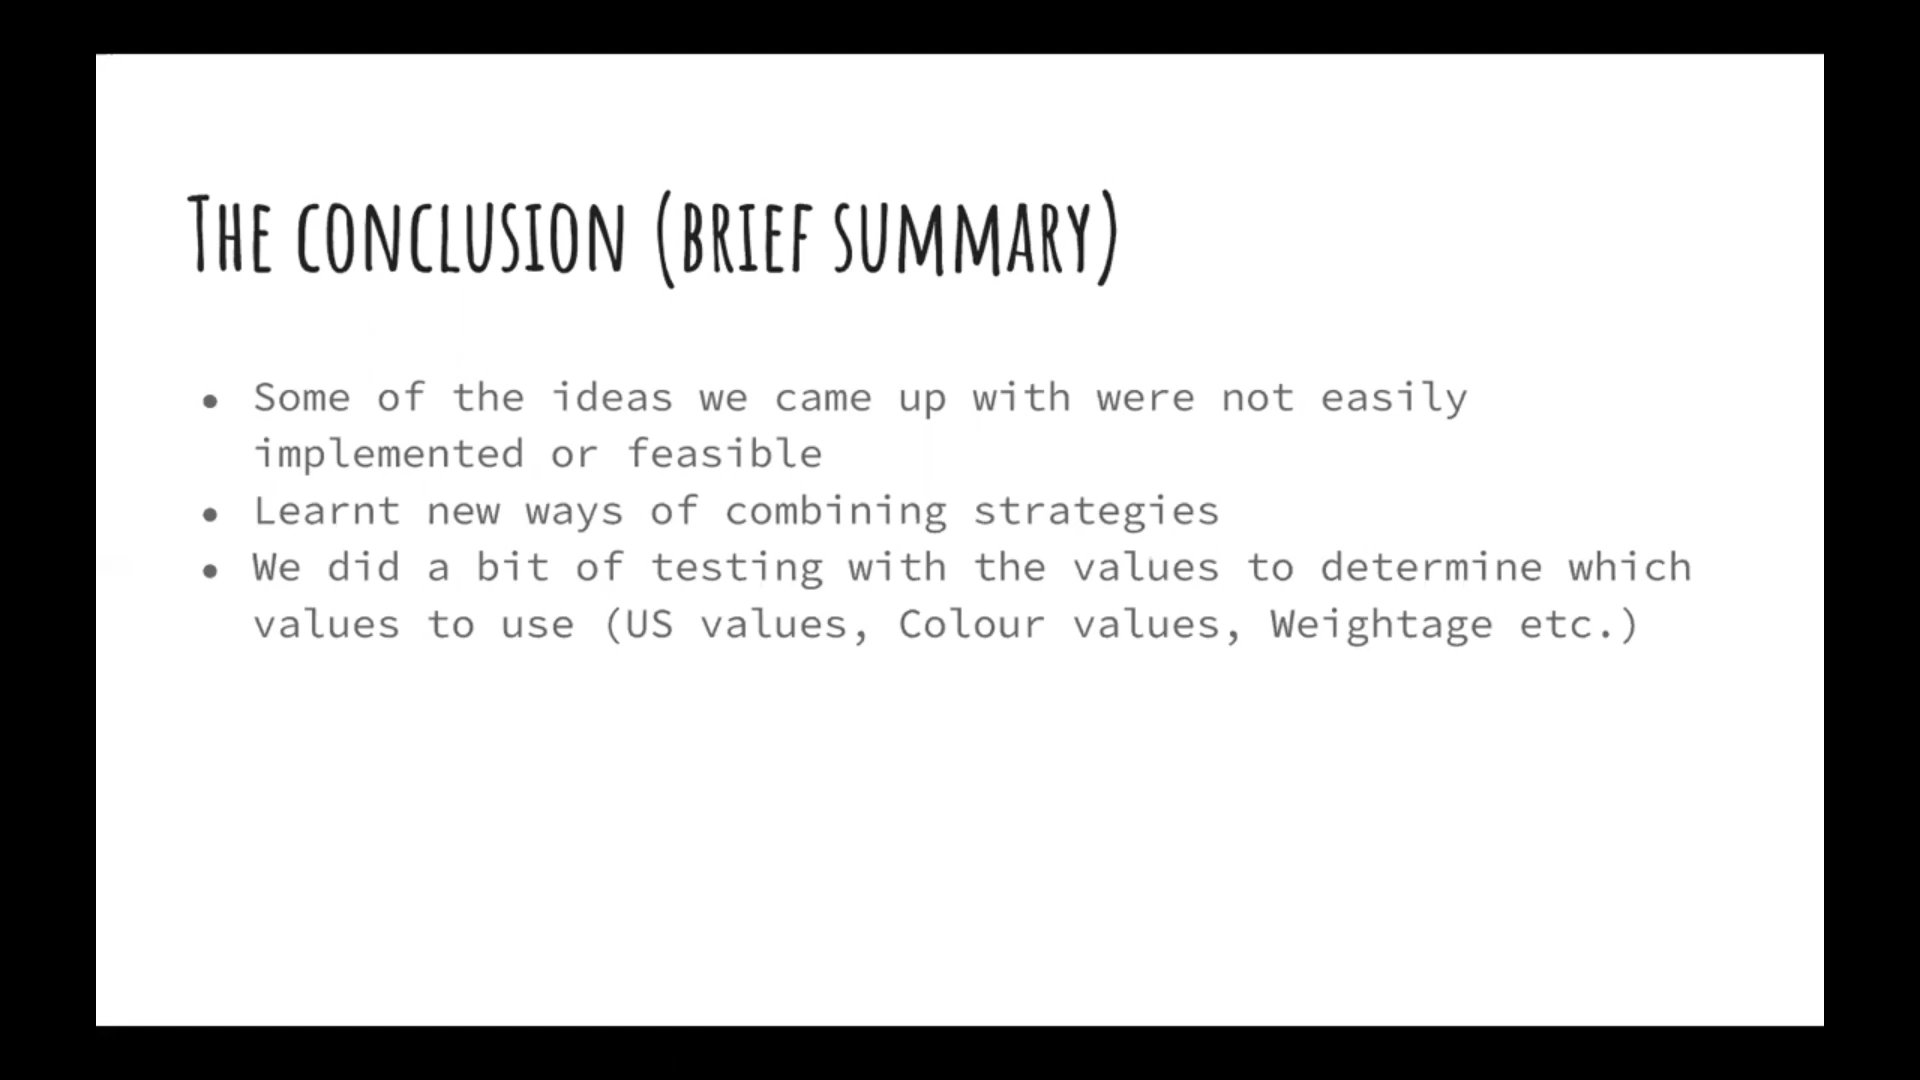 The conclusion (brief summary)
● Some of the ideas we came up with were not easily
implemented or feasible
● Learnt new ways of combining strategies
● We did a bit of testing with the values to determine which
values to use (US values, Colour values, Weightage etc.)